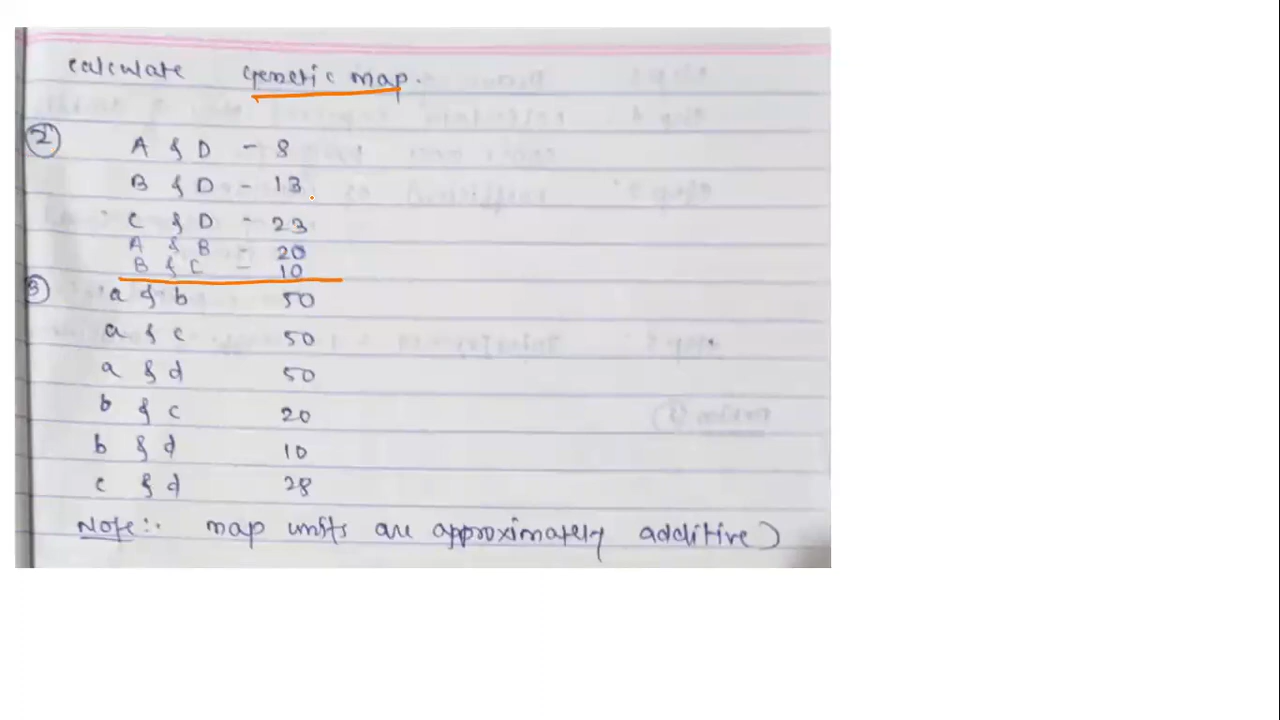 calculate genetic map.
2 A & D - 8
B & D - 13
C & D - 23
A & B - 20
B & C - 10
3 a & b 50
a & c 50
a & d 50
b & c 20
b & d 10
c & d 28
Note:- map units are approximately additive)